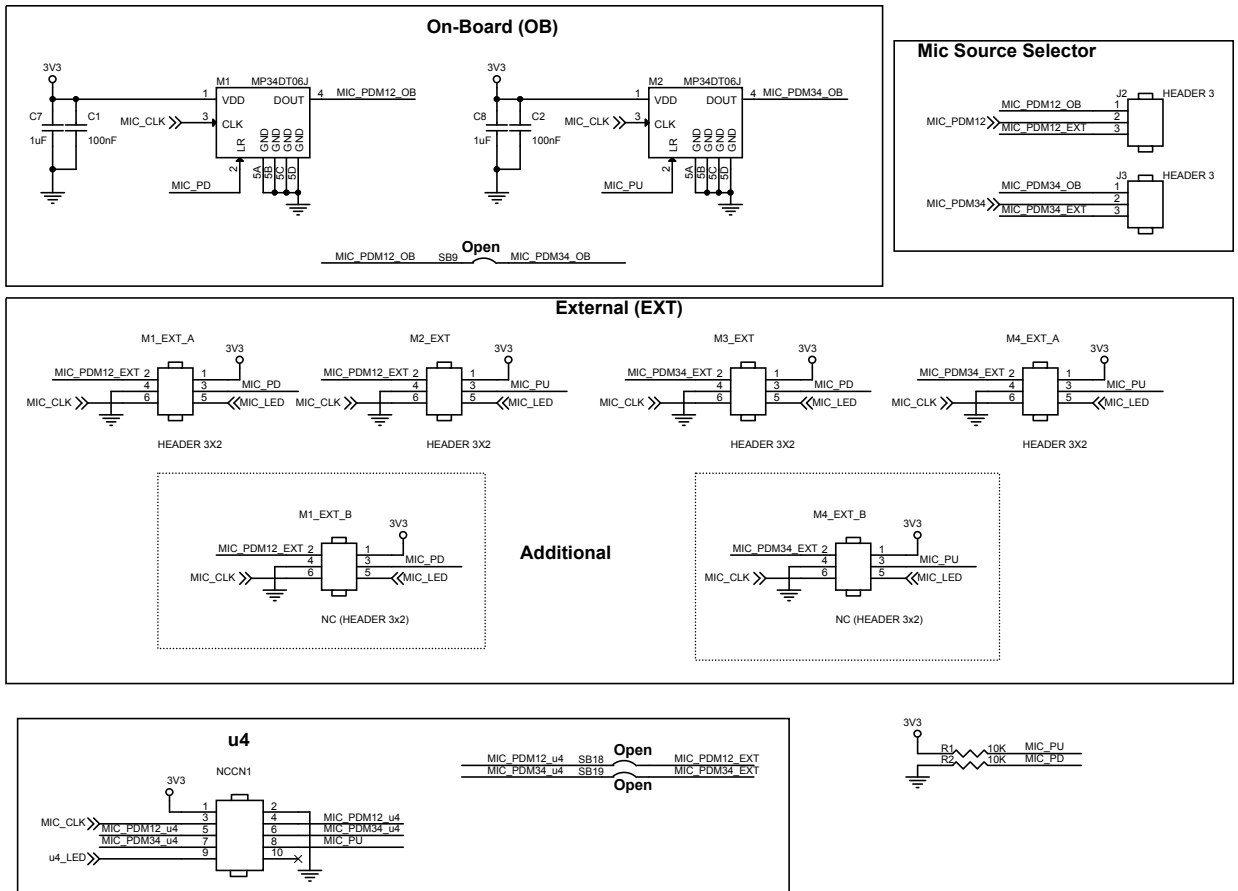 On-Board (OB)
3V3
M1 MP34DT06J
1 VDD DOUT 4 MIC_PDM12_OB
C7 C1
1uF 100nF
MIC_CLK 3 CLK
LR GND GND GND GND
2 5A 5B 5C 5D
MIC_PD
3V3
M2 MP34DT06J
1 VDD DOUT 4 MIC_PDM34_OB
C8 C2
1uF 100nF
MIC_CLK 3 CLK
LR GND GND GND GND
2 5A 5B 5C 5D
MIC_PU
Open
MIC_PDM12_OB SB9 MIC_PDM34_OB
Mic Source Selector
J2 HEADER 3
MIC_PDM12_OB 1
MIC_PDM12 2
MIC_PDM12_EXT 3
J3 HEADER 3
MIC_PDM34_OB 1
MIC_PDM34 2
MIC_PDM34_EXT 3
External (EXT)
M1_EXT_A
3V3
MIC_PDM12_EXT 2 1
4 3 MIC_PD
MIC_CLK 6 5 MIC_LED
HEADER 3X2
M2_EXT
3V3
MIC_PDM12_EXT 2 1
4 3 MIC_PU
MIC_CLK 6 5 MIC_LED
HEADER 3X2
M3_EXT
3V3
MIC_PDM34_EXT 2 1
4 3 MIC_PD
MIC_CLK 6 5 MIC_LED
HEADER 3X2
M4_EXT_A
3V3
MIC_PDM34_EXT 2 1
4 3 MIC_PU
MIC_CLK 6 5 MIC_LED
HEADER 3X2
M1_EXT_B
3V3
MIC_PDM12_EXT 2 1
4 3 MIC_PD
MIC_CLK 6 5 MIC_LED
NC (HEADER 3x2)
Additional
M4_EXT_B
3V3
MIC_PDM34_EXT 2 1
4 3 MIC_PU
MIC_CLK 6 5 MIC_LED
NC (HEADER 3x2)
u4
NCCN1
3V3
1 2
MIC_CLK 3 4 MIC_PDM12_u4
MIC_PDM12_u4 5 6 MIC_PDM34_u4
MIC_PDM34_u4 7 8 MIC_PU
u4_LED 9 10
Open
MIC_PDM12_u4 SB18 MIC_PDM12_EXT
MIC_PDM34_u4 SB19 MIC_PDM34_EXT
Open
3V3
R1 10K MIC_PU
R2 10K MIC_PD